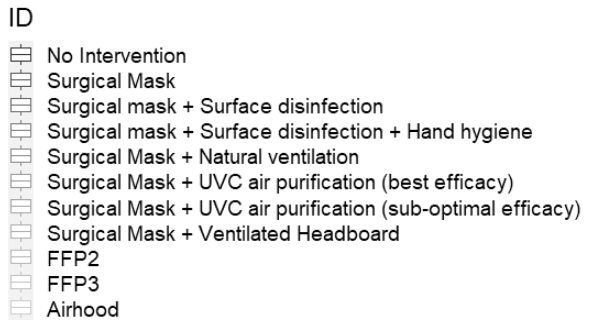 ID
No Intervention
Surgical Mask
Surgical mask + Surface disinfection
Surgical mask + Surface disinfection + Hand hygiene
Surgical Mask + Natural ventilation
Surgical Mask + UVC air purification (best efficacy)
Surgical Mask + UVC air purification (sub-optimal efficacy)
Surgical Mask + Ventilated Headboard
FFP2
FFP3
Airhood